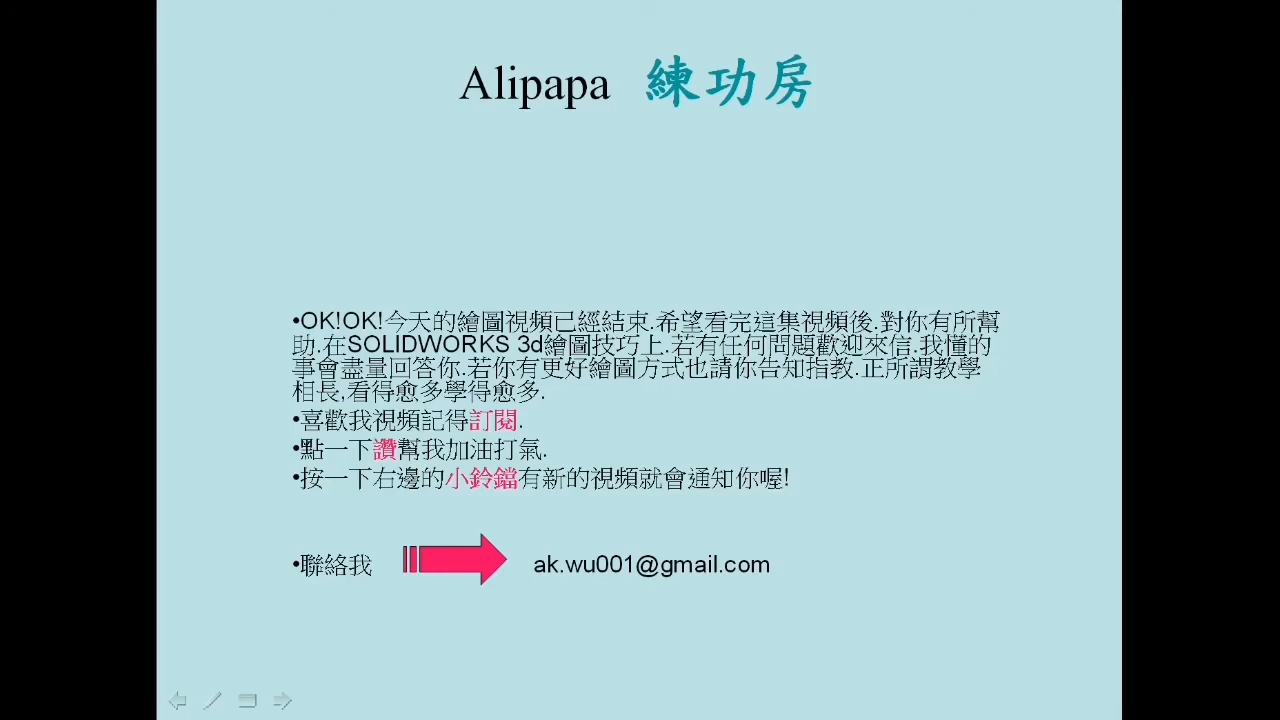 Alipapa 練功房
•OK!OK!今天的繪圖視頻已經結束.希望看完這集視頻後.對你有所幫
助.在SOLIDWORKS 3d繪圖技巧上.若有任何問題歡迎來信.我懂的
事會盡量回答你.若你有更好繪圖方式也請你告知指教.正所謂教學
相長,看得愈多學得愈多.
•喜歡我視頻記得訂閱.
•點一下讚幫我加油打氣.
•按一下右邊的小鈴鐺有新的視頻就會通知你喔!
•聯絡我 ak.wu001@gmail.com